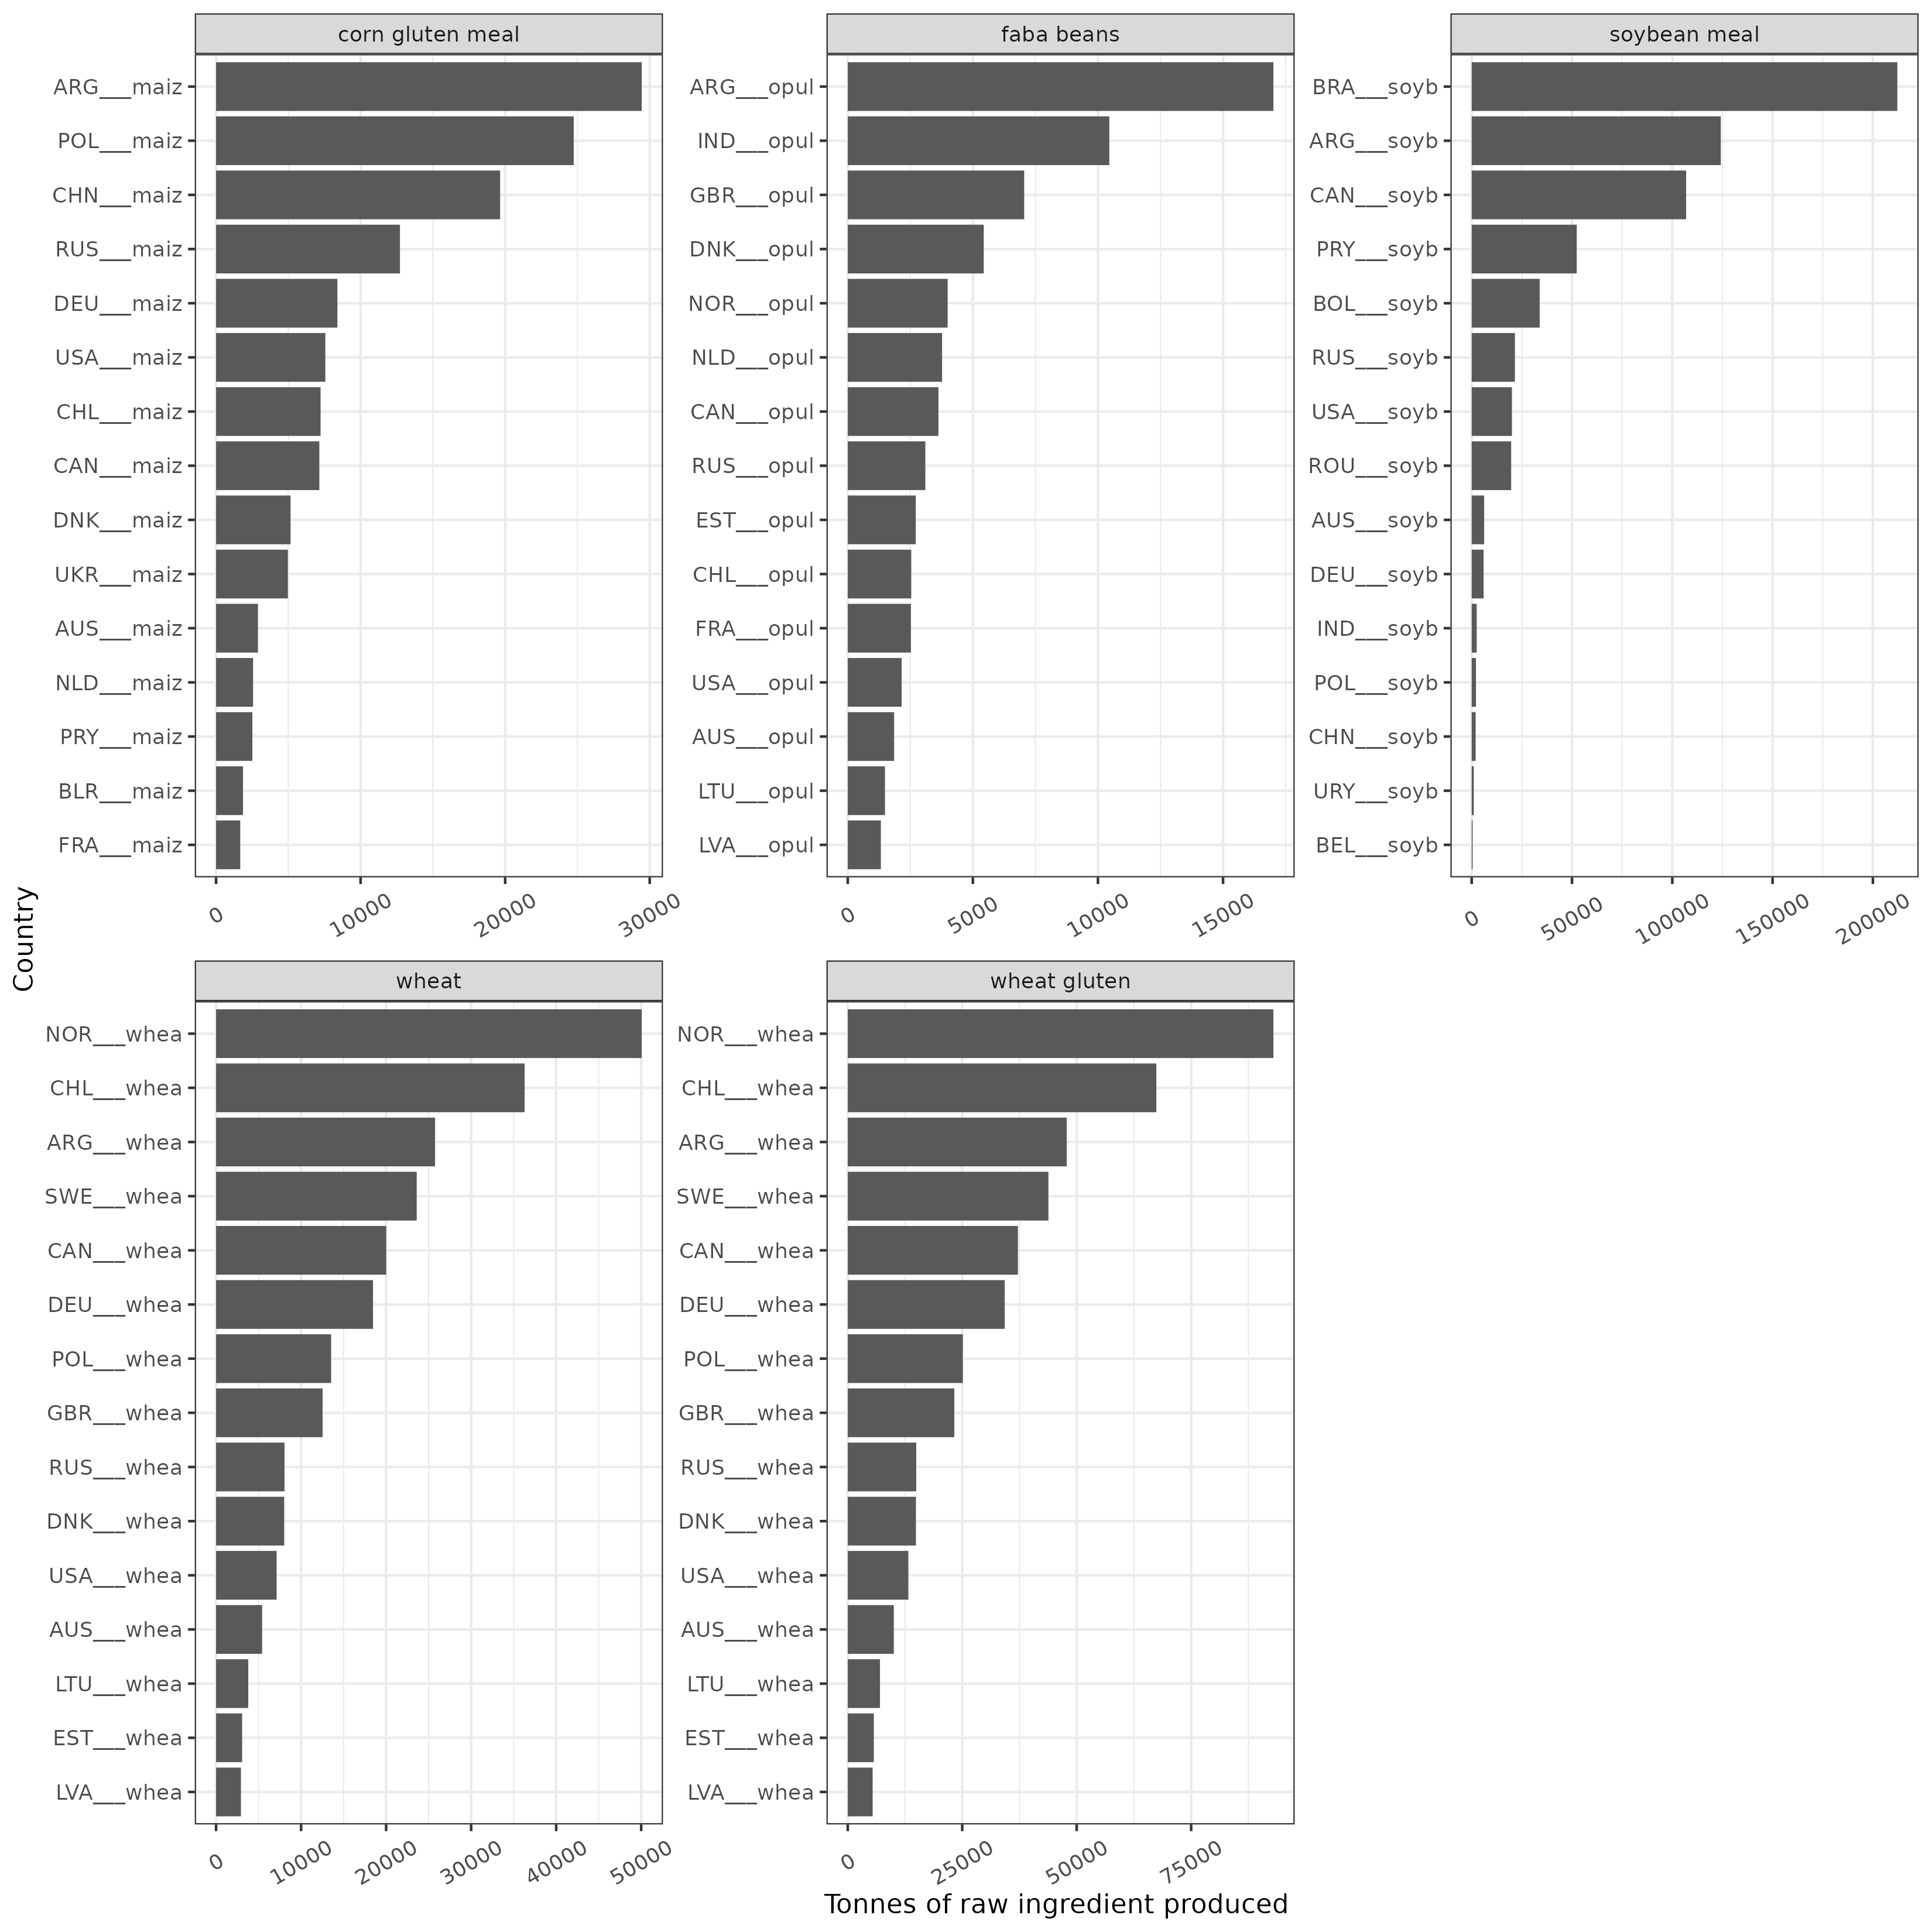 corn gluten meal
ARG___maiz
POL___maiz
CHN___maiz
RUS___maiz
DEU___maiz
USA___maiz
CHL___maiz
CAN___maiz
DNK___maiz
UKR___maiz
AUS___maiz
NLD___maiz
PRY___maiz
BLR___maiz
FRA___maiz
0 10000 20000 30000
faba beans
ARG___opul
IND___opul
GBR___opul
DNK___opul
NOR___opul
NLD___opul
CAN___opul
RUS___opul
EST___opul
CHL___opul
FRA___opul
USA___opul
AUS___opul
LTU___opul
LVA___opul
0 5000 10000 15000
soybean meal
BRA___soyb
ARG___soyb
CAN___soyb
PRY___soyb
BOL___soyb
RUS___soyb
USA___soyb
ROU___soyb
AUS___soyb
DEU___soyb
IND___soyb
POL___soyb
CHN___soyb
URY___soyb
BEL___soyb
0 50000 100000 150000 200000
Country
wheat
NOR___whea
CHL___whea
ARG___whea
SWE___whea
CAN___whea
DEU___whea
POL___whea
GBR___whea
RUS___whea
DNK___whea
USA___whea
AUS___whea
LTU___whea
EST___whea
LVA___whea
0 10000 20000 30000 40000 50000
wheat gluten
NOR___whea
CHL___whea
ARG___whea
SWE___whea
CAN___whea
DEU___whea
POL___whea
GBR___whea
RUS___whea
DNK___whea
USA___whea
AUS___whea
LTU___whea
EST___whea
LVA___whea
0 25000 50000 75000
Tonnes of raw ingredient produced